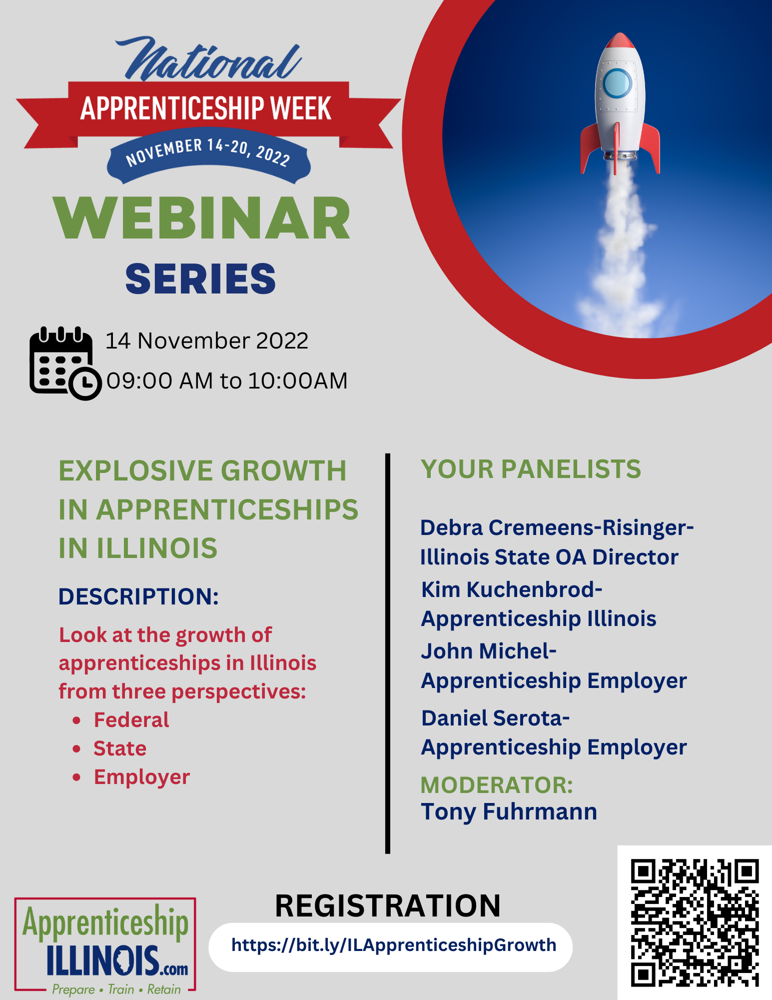 National
APPRENTICESHIP WEEK
NOVEMBER 14-20, 2022
WEBINAR
SERIES
14 November 2022
09:00 AM to 10:00AM
EXPLOSIVE GROWTH
IN APPRENTICESHIPS
IN ILLINOIS
DESCRIPTION:
Look at the growth of
apprenticeships in Illinois
from three perspectives:
• Federal
• State
• Employer
YOUR PANELISTS
Debra Cremeens-Risinger-
Illinois State OA Director
Kim Kuchenbrod-
Apprenticeship Illinois
John Michel-
Apprenticeship Employer
Daniel Serota-
Apprenticeship Employer
MODERATOR:
Tony Fuhrmann
REGISTRATION
https://bit.ly/ILApprenticeshipGrowth
Apprenticeship
ILLINOIS.com
Prepare • Train • Retain